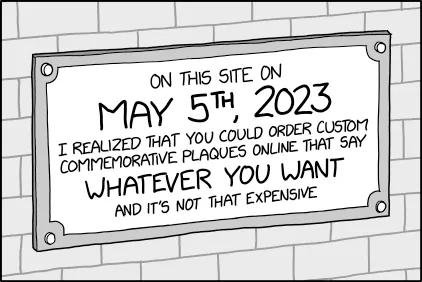 ON THIS SITE ON
MAY 5TH, 2023
I REALIZED THAT YOU COULD ORDER CUSTOM
COMMEMORATIVE PLAQUES ONLINE THAT SAY
WHATEVER YOU WANT
AND IT'S NOT THAT EXPENSIVE